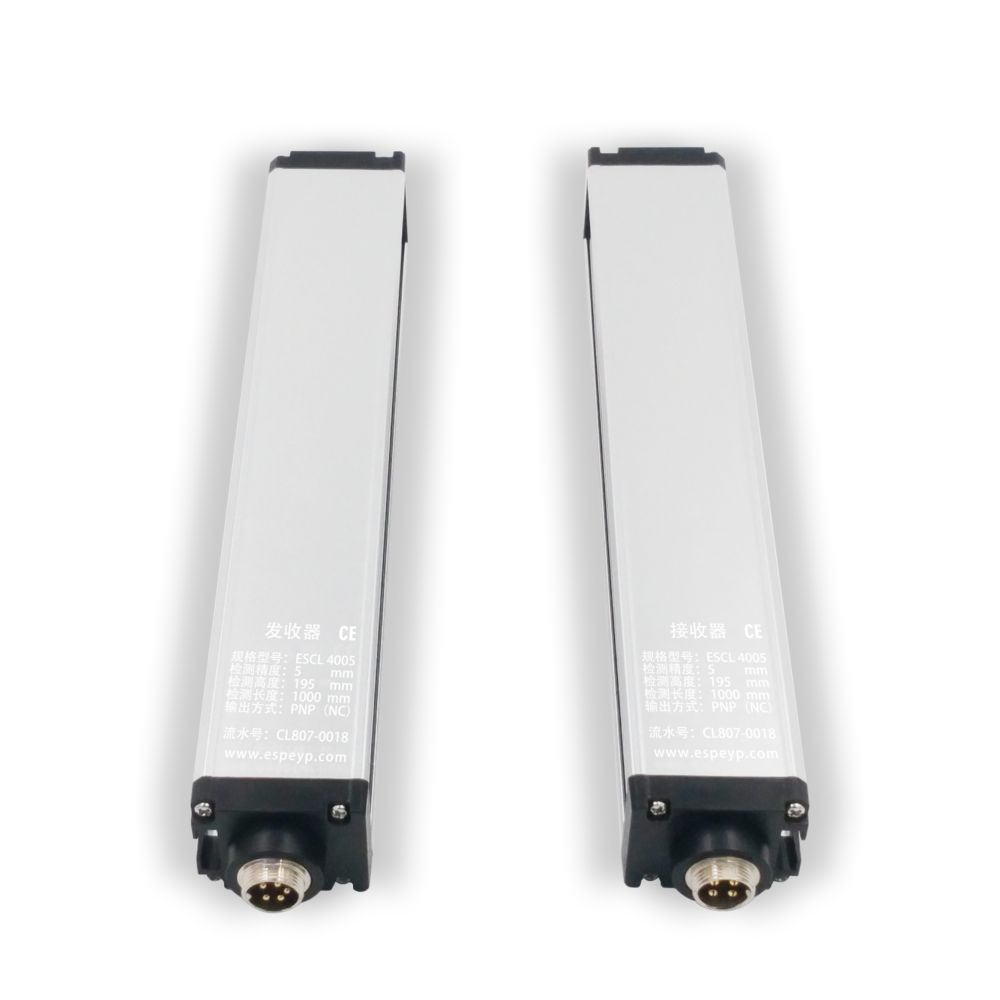 发收器 CE
规格型号：ESCL 4005
检测精度：5 mm
检测高度：195 mm
检测长度：1000 mm
输出方式：PNP（NC）
流水号：CL807-0018
www.espeyp.com
接收器 CE
规格型号：ESCL 4005
检测精度：5 mm
检测高度：195 mm
检测长度：1000 mm
输出方式：PNP（NC）
流水号：CL807-0018
www.espeyp.com